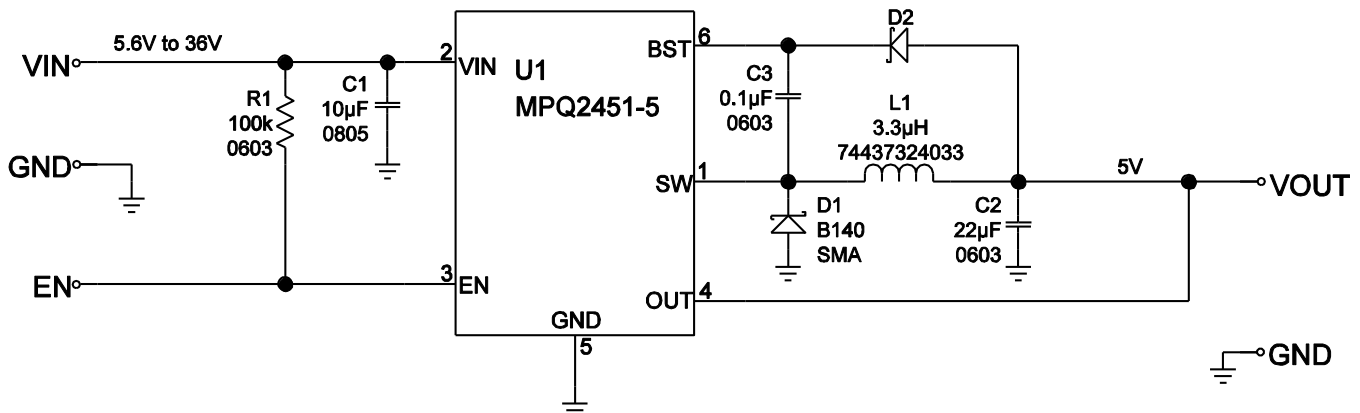 VIN
5.6V to 36V
2
VIN
R1
100k
0603
C1
10µF
0805
GND
EN
3
EN
U1
MPQ2451-5
GND
5
BST
6
D2
C3
0.1µF
0603
L1
3.3µH
74437324033
SW
1
D1
B140
SMA
C2
22µF
0603
5V
VOUT
OUT
4
GND